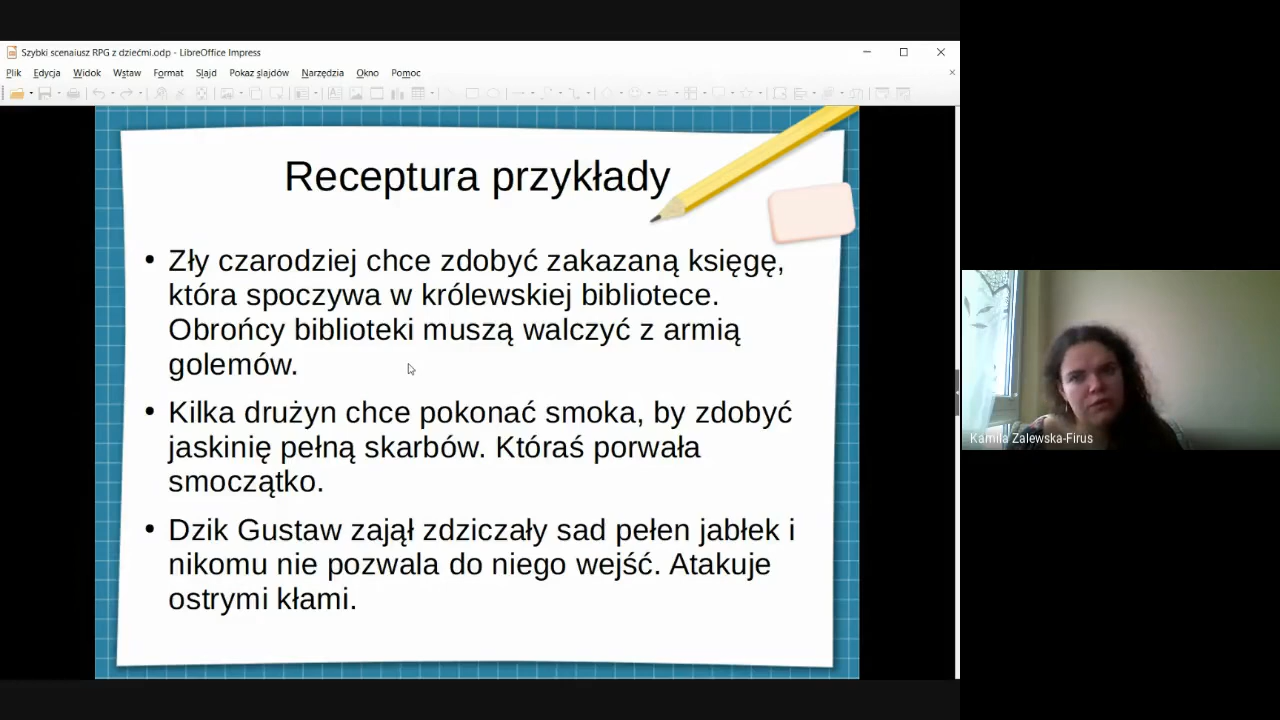 Szybki scenaiusz RPG z dziećmi.odp - LibreOffice Impress
Plik Edycja Widok Wstaw Format Slajd Pokaz slajdów Narzędzia Okno Pomoc
Receptura przykłady
• Zły czarodziej chce zdobyć zakazaną księgę,
która spoczywa w królewskiej bibliotece.
Obrońcy biblioteki muszą walczyć z armią
golemów.
• Kilka drużyn chce pokonać smoka, by zdobyć
jaskinię pełną skarbów. Któraś porwała
smoczątko.
• Dzik Gustaw zajął zdziczały sad pełen jabłek i
nikomu nie pozwala do niego wejść. Atakuje
ostrymi kłami.
Kamila Zalewska-Firus